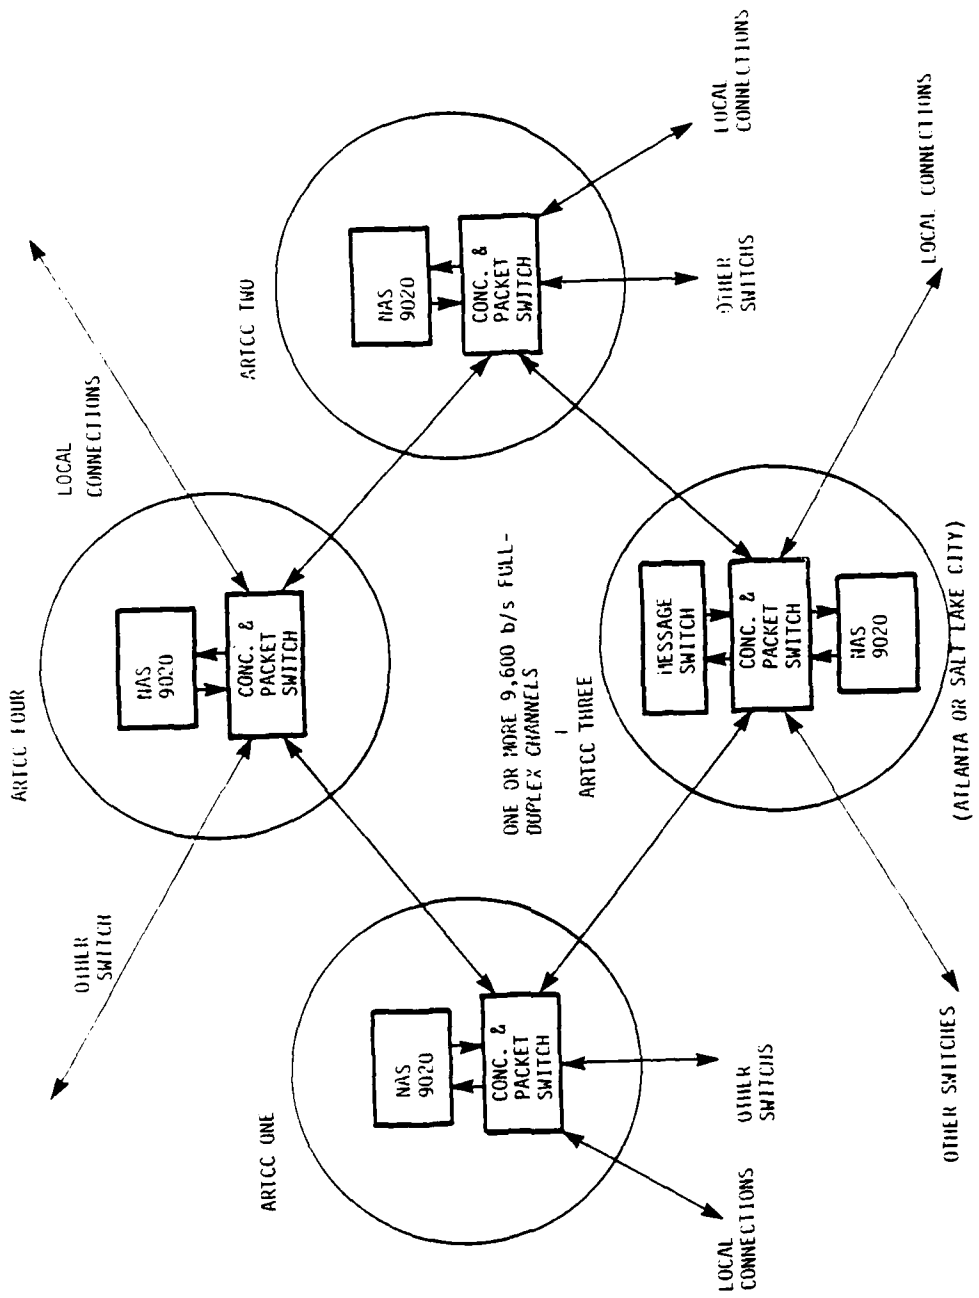 ARTCC FOUR
OTHER
SWITCH
NAS
9020
CONC. &
PACKET
SWITCH
LOCAL
CONNECTIONS
ARTCC ONE
NAS
9020
CONC. &
PACKET
SWITCH
LOCAL
CONNECTIONS
OTHER
SWITCHS
ONE OR MORE 9,600 b/s FULL-
DUPLEX CHANNELS
ARTCC TWO
NAS
9020
CONC. &
PACKET
SWITCH
OTHER
SWITCHS
LOCAL
CONNECTIONS
ARTCC THREE
MESSAGE
SWITCH
CONC. &
PACKET
SWITCH
NAS
9020
OTHER SWITCHES
(ATLANTA OR SALT LAKE CITY)
LOCAL CONNECTIONS